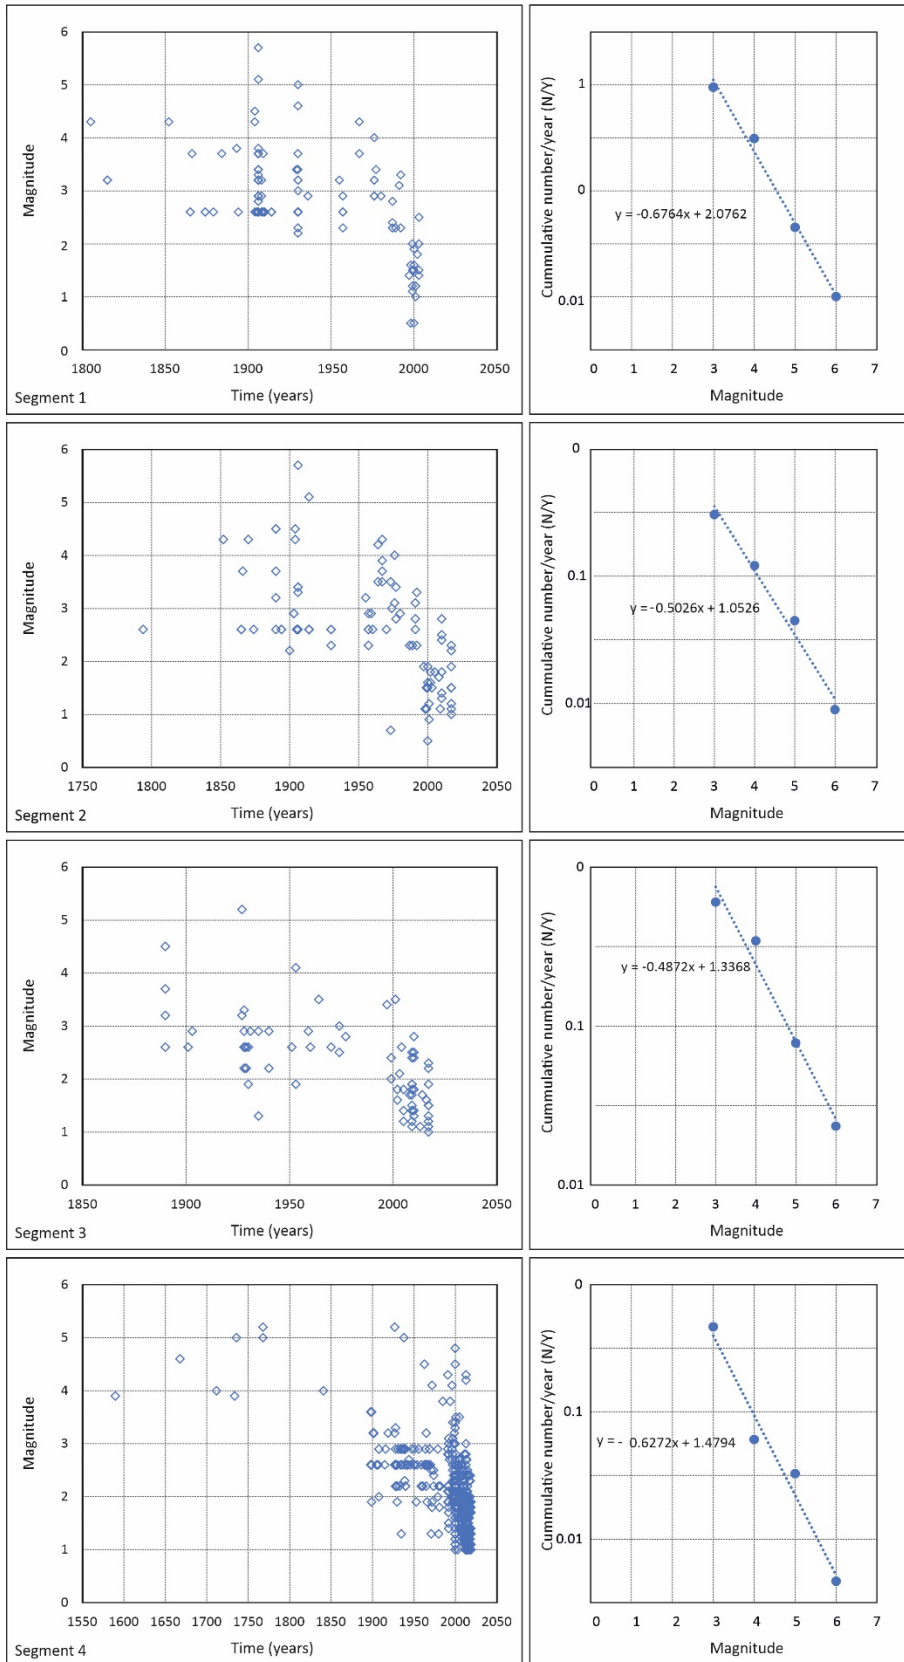 6
5
4
3
2
1
0
1800 1850 1900 1950 2000 2050
Magnitude
Time (years)
Segment 1
1
0
0.01
0 1 2 3 4 5 6 7
Cummulative number/year (N/Y)
y = -0.6764x + 2.0762
Magnitude
6
5
4
3
2
1
0
1750 1800 1850 1900 1950 2000 2050
Magnitude
Time (years)
Segment 2
0
0.1
0.01
0 1 2 3 4 5 6 7
Cummulative number/year (N/Y)
y = -0.5026x + 1.0526
Magnitude
6
5
4
3
2
1
0
1850 1900 1950 2000 2050
Magnitude
Time (years)
Segment 3
0
0.1
0.01
0 1 2 3 4 5 6 7
Cummulative number/year (N/Y)
y = -0.4872x + 1.3368
Magnitude
6
5
4
3
2
1
0
1550 1600 1650 1700 1750 1800 1850 1900 1950 2000 2050
Magnitude
Time (years)
Segment 4
0
0.1
0.01
0 1 2 3 4 5 6 7
Cummulative number/year (N/Y)
y = - 0.6272x + 1.4794
Magnitude